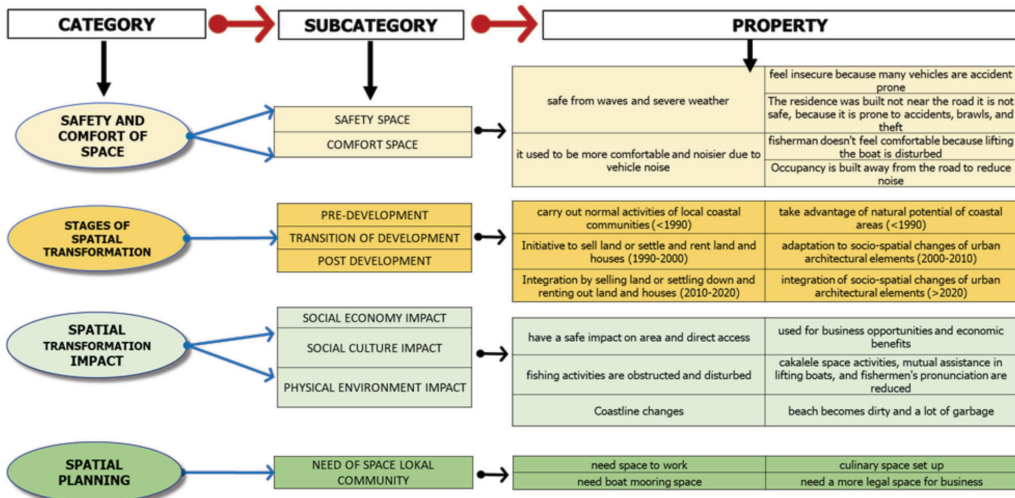 CATEGORY
SUBCATEGORY
PROPERTY
SAFETY AND
COMFORT OF
SPACE
SAFETY SPACE
COMFORT SPACE
safe from waves and severe weather
feel insecure because many vehicles are accident
prone
The residence was built not near the road it is not
safe, because it is prone to accidents, brawls, and
theft
it used to be more comfortable and noisier due to
vehicle noise
fisherman doesn't feel comfortable because lifting
the boat is disturbed
Occupancy is built away from the road to reduce
noise
STAGES OF
SPATIAL
TRANSFORMATION
PRE-DEVELOPMENT
TRANSITION OF DEVELOPMENT
POST DEVELOPMENT
carry out normal activities of local coastal
communities (<1990)
take advantage of natural potential of coastal
areas (<1990)
Initiative to sell land or settle and rent land and
houses (1990-2000)
adaptation to socio-spatial changes of urban
architectural elements (2000-2010)
Integration by selling land or settling down and
renting out land and houses (2010-2020)
integration of socio-spatial changes of urban
architectural elements (>2020)
SPATIAL
TRANSFORMATION
IMPACT
SOCIAL ECONOMY IMPACT
SOCIAL CULTURE IMPACT
PHYSICAL ENVIRONMENT IMPACT
have a safe impact on area and direct access
used for business opportunities and economic
benefits
fishing activities are obstructed and disturbed
cakalele space activities, mutual assistance in
lifting boats, and fishermen's pronunciation are
reduced
Coastline changes
beach becomes dirty and a lot of garbage
SPATIAL
PLANNING
NEED OF SPACE LOKAL
COMMUNITY
need space to work
culinary space set up
need boat mooring space
need a more legal space for business